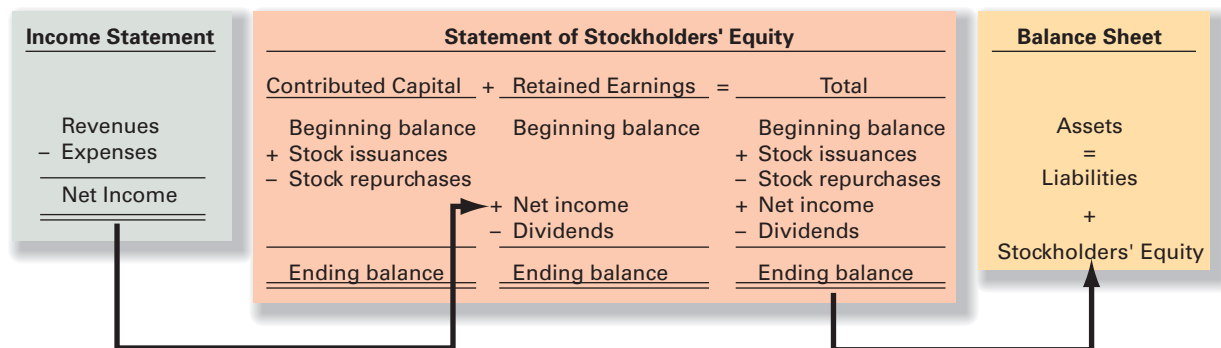 Income Statement
Revenues
– Expenses
Net Income
Statement of Stockholders' Equity
Contributed Capital + Retained Earnings = Total
Beginning balance Beginning balance Beginning balance
+ Stock issuances + Stock issuances
– Stock repurchases – Stock repurchases
+ Net income + Net income
– Dividends – Dividends
Ending balance Ending balance Ending balance
Balance Sheet
Assets
=
Liabilities
+
Stockholders' Equity